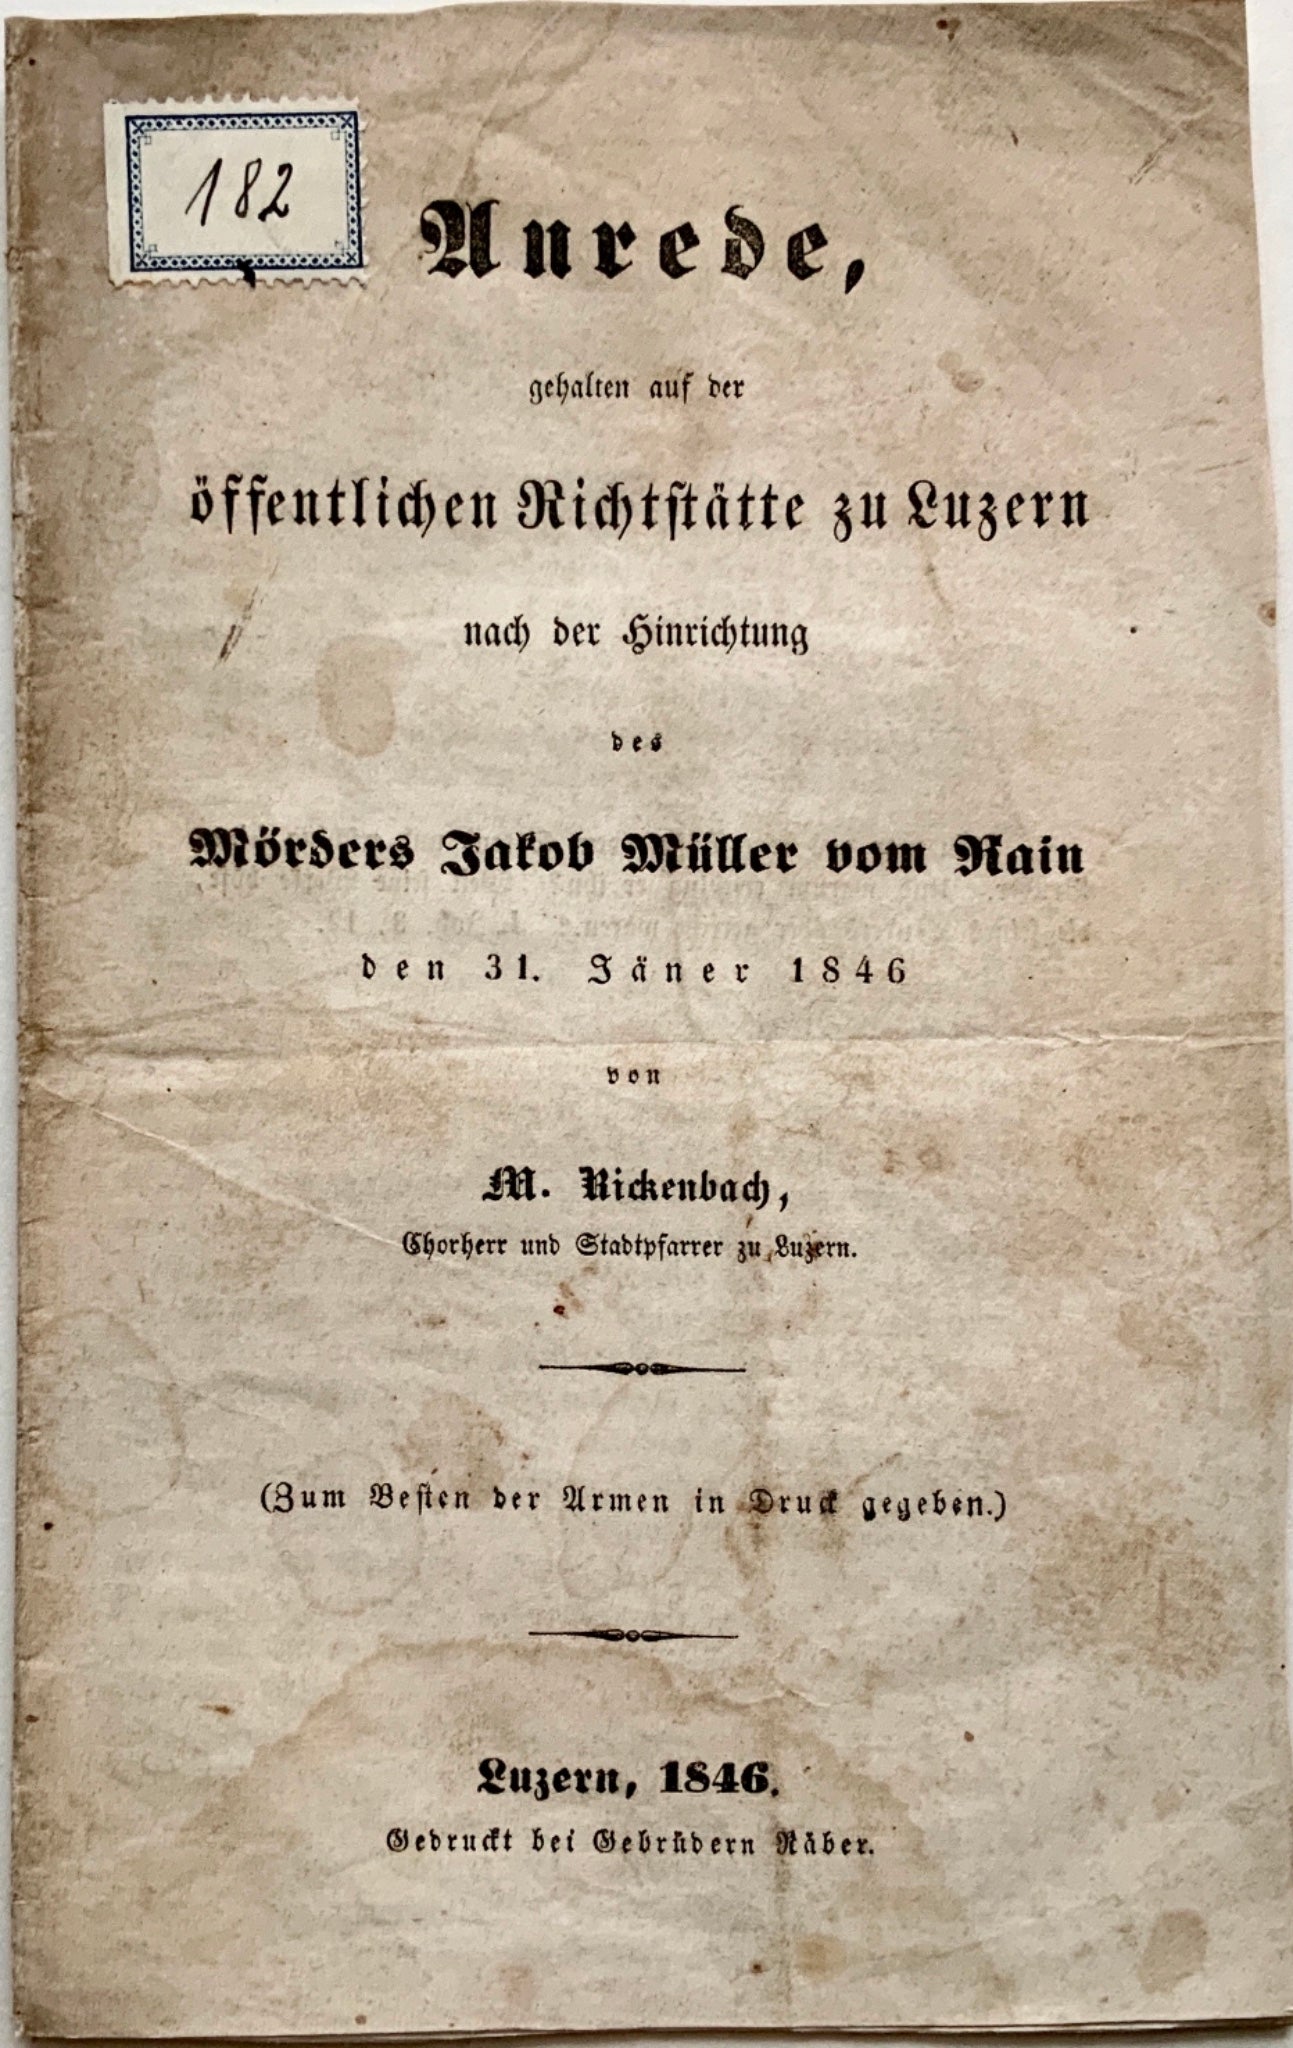 182
Anrede,
gehalten auf der
öffentlichen Richtstätte zu Luzern
nach der Hinrichtung
des
Mörders Jakob Müller vom Rain
den 31. Jäner 1846
von
M. Rickenbach,
Chorherr und Stadtpfarrer zu Luzern.
(Zum Besten der Armen in Druck gegeben.)
Luzern, 1846.
Gedruckt bei Gebrüdern Räber.